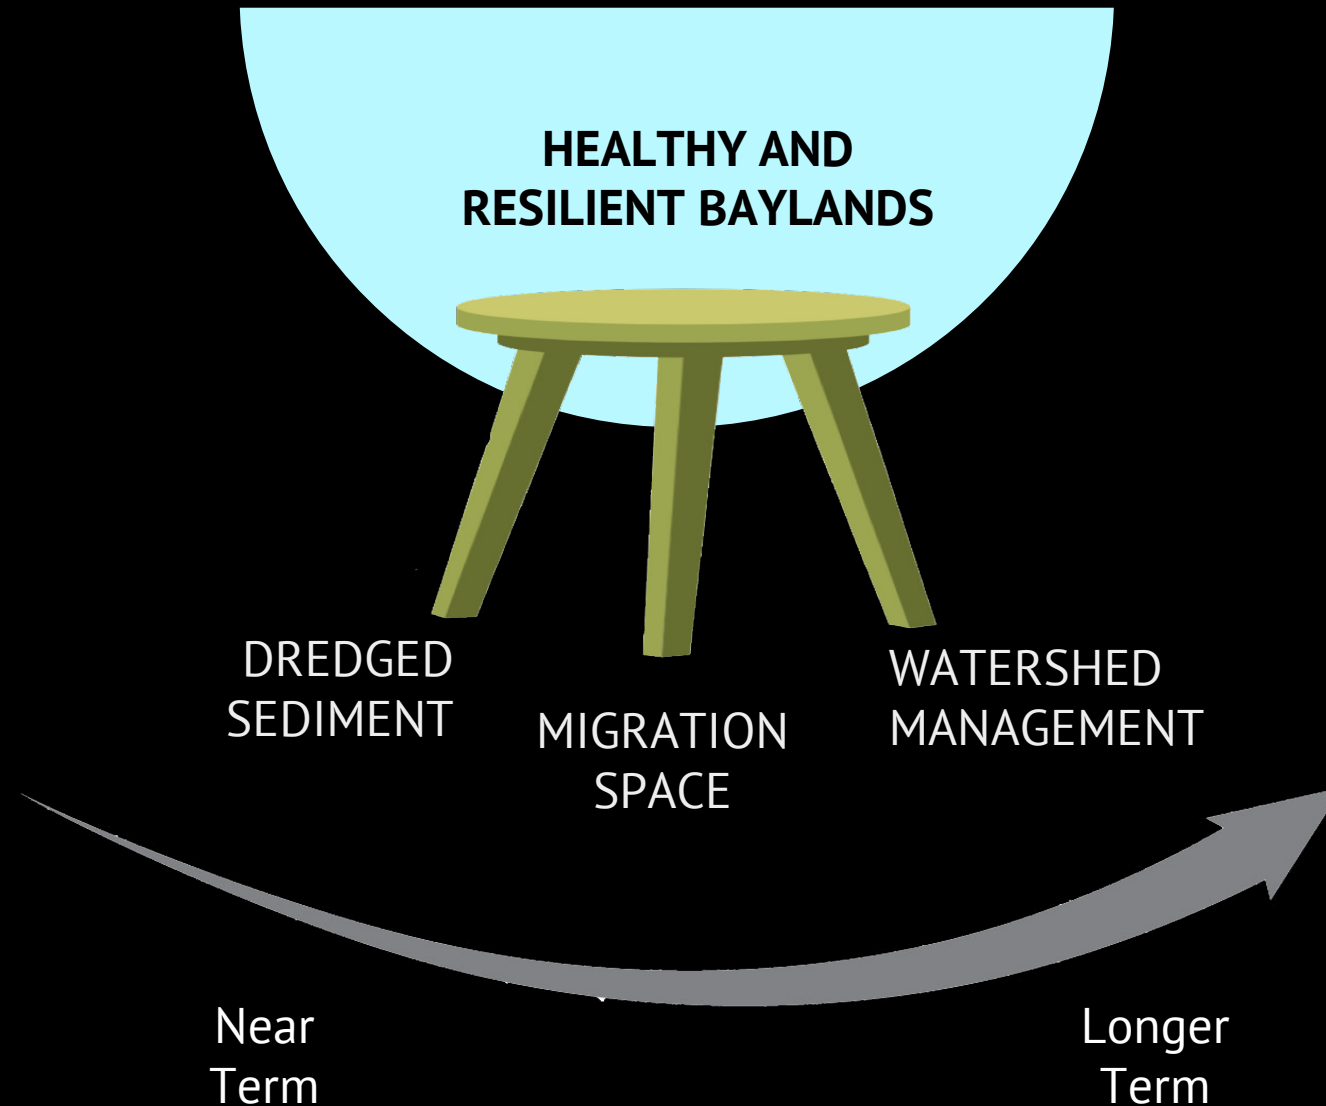 HEALTHY AND
RESILIENT BAYLANDS
DREDGED
SEDIMENT
MIGRATION
SPACE
WATERSHED
MANAGEMENT
Near
Term
Longer
Term